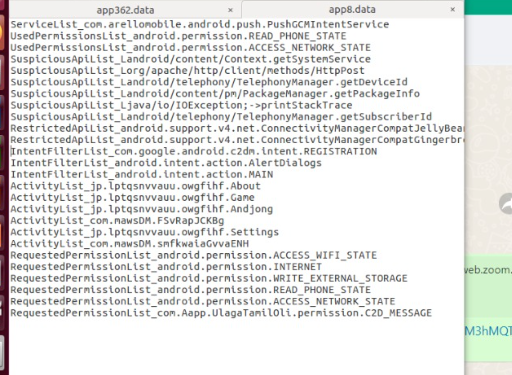 app362.data × app8.data ×
ServiceList_com.arellomobile.android.push.PushGCMIntentService
UsedPermissionsList_android.permission.READ_PHONE_STATE
UsedPermissionsList_android.permission.ACCESS_NETWORK_STATE
SuspiciousApiList_Landroid/content/Context.getSystemService
SuspiciousApiList_Lorg/apache/http/client/methods/HttpPost
SuspiciousApiList_Landroid/telephony/TelephonyManager.getDeviceId
SuspiciousApiList_Landroid/content/pm/PackageManager.getPackageInfo
SuspiciousApiList_Ljava/io/IOException;->printStackTrace
SuspiciousApiList_Landroid/telephony/TelephonyManager.getSubscriberId
RestrictedApiList_android.support.v4.net.ConnectivityManagerCompatJellyBean
RestrictedApiList_android.support.v4.net.ConnectivityManagerCompatGingerbre
IntentFilterList_com.google.android.c2dm.intent.REGISTRATION
IntentFilterList_android.intent.action.AlertDialogs
IntentFilterList_android.intent.action.MAIN
ActivityList_jp.lptqsnvvauu.owgfihf.About
ActivityList_jp.lptqsnvvauu.owgfihf.Game
ActivityList_jp.lptqsnvvauu.owgfihf.Andjong
ActivityList_com.mawsDM.FSvRapJCKBg
ActivityList_jp.lptqsnvvauu.owgfihf.Settings
ActivityList_com.mawsDM.smfkwaiaGvvaENH
RequestedPermissionList_android.permission.ACCESS_WIFI_STATE
RequestedPermissionList_android.permission.INTERNET
RequestedPermissionList_android.permission.WRITE_EXTERNAL_STORAGE
RequestedPermissionList_android.permission.READ_PHONE_STATE
RequestedPermissionList_android.permission.ACCESS_NETWORK_STATE
RequestedPermissionList_com.Aapp.UlagaTamilOli.permission.C2D_MESSAGE
web.zoom.
M3hMQT